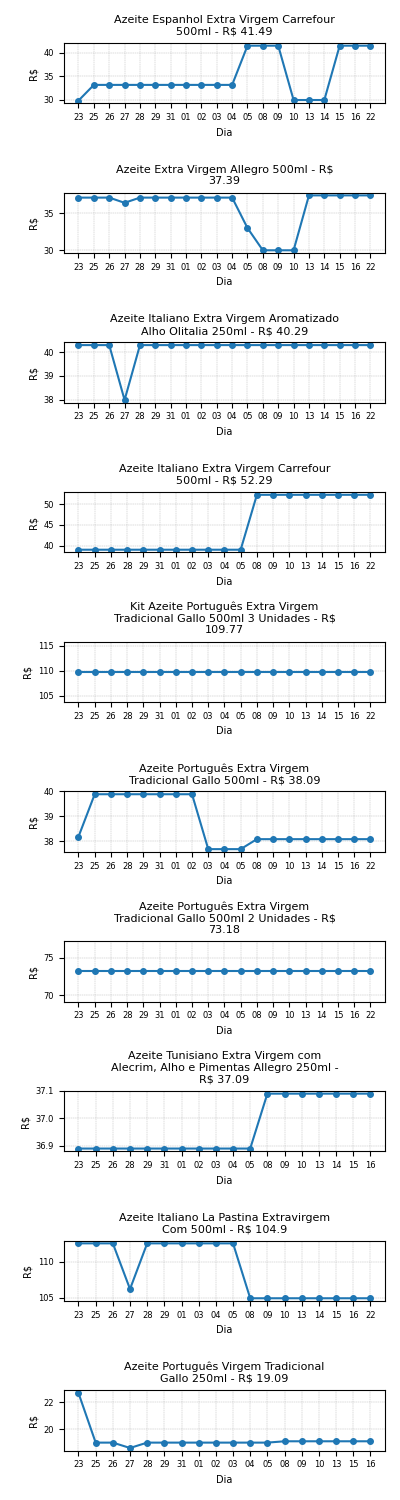 Azeite Espanhol Extra Virgem Carrefour
500ml - R$ 41.49
40
35
30
R$
23 25 26 27 28 29 31 01 02 03 04 05 08 09 10 13 14 15 16 22
Dia
Azeite Extra Virgem Allegro 500ml - R$
37.39
35
30
R$
23 25 26 27 28 29 31 01 02 03 04 05 08 09 10 13 14 15 16 22
Dia
Azeite Italiano Extra Virgem Aromatizado
Alho Olitalia 250ml - R$ 40.29
40
39
38
R$
23 25 26 27 28 29 31 01 02 03 04 05 08 09 10 13 14 15 16 22
Dia
Azeite Italiano Extra Virgem Carrefour
500ml - R$ 52.29
50
45
40
R$
23 25 26 28 29 31 01 02 03 04 05 08 09 10 13 14 15 16 22
Dia
Kit Azeite Português Extra Virgem
Tradicional Gallo 500ml 3 Unidades - R$
109.77
115
110
105
R$
23 25 26 28 29 31 01 02 03 04 05 08 09 10 13 14 15 16 22
Dia
Azeite Português Extra Virgem
Tradicional Gallo 500ml - R$ 38.09
40
39
38
R$
23 25 26 28 29 31 01 02 03 04 05 08 09 10 13 14 15 16 22
Dia
Azeite Português Extra Virgem
Tradicional Gallo 500ml 2 Unidades - R$
73.18
75
70
R$
23 25 26 28 29 31 01 02 03 04 05 08 09 10 13 14 15 16 22
Dia
Azeite Tunisiano Extra Virgem com
Alecrim, Alho e Pimentas Allegro 250ml -
R$ 37.09
37.1
37.0
36.9
R$
23 25 26 27 28 29 31 01 02 03 04 05 08 09 10 13 15 16
Dia
Azeite Italiano La Pastina Extravirgem
Com 500ml - R$ 104.9
110
105
R$
23 25 26 27 28 29 31 01 03 04 05 08 09 10 13 14 15 22
Dia
Azeite Português Virgem Tradicional
Gallo 250ml - R$ 19.09
22
20
R$
23 25 26 27 28 29 31 01 02 03 04 05 08 09 10 13 15 16
Dia